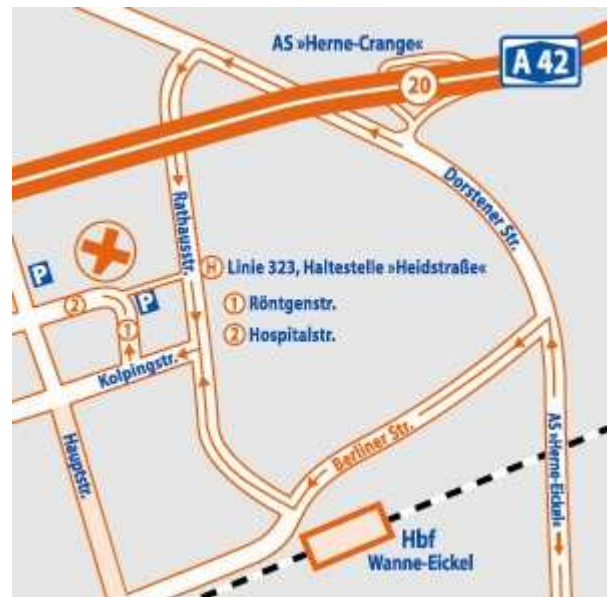 AS »Herne-Crange«
A 42
20
Dorstener Str.
Rathausstr.
P
H Linie 323, Haltestelle »Heidstraße«
2
P
1 Röntgenstr.
1
2 Hospitalstr.
Kolpingstr.
Hauptstr.
Berliner Str.
AS »Herne-Eickel«
Hbf
Wanne-Eickel